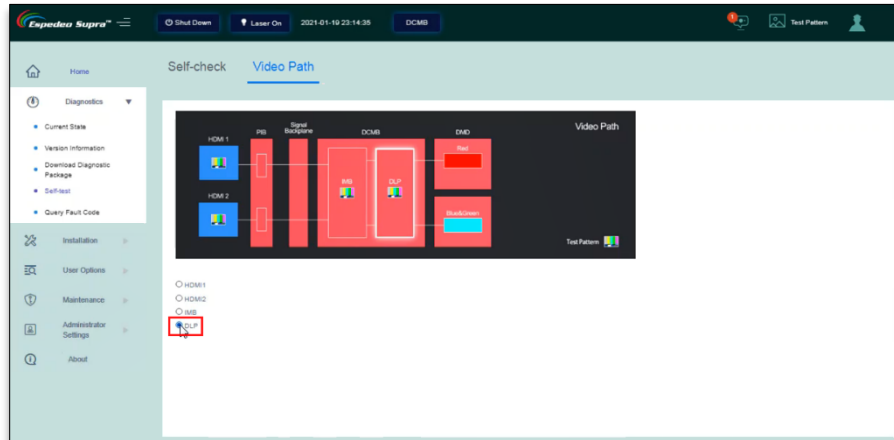 Espedeo Supra™
Shut Down
Laser On
2021-01-19 23:14:35
DCMB
1
Test Pattern
Home
Diagnostics
Current State
Version Information
Download Diagnostic
Package
Self-test
Query Fault Code
Installation
User Options
Maintenance
Administrator
Settings
About
Self-check
Video Path
Video Path
HDMI 1
PIB
Signal
Backplane
DCMB
DMD
Red
IMB
DLP
HDMI 2
Blue&Green
Test Pattern
HDMI1
HDMI2
IMB
DLP